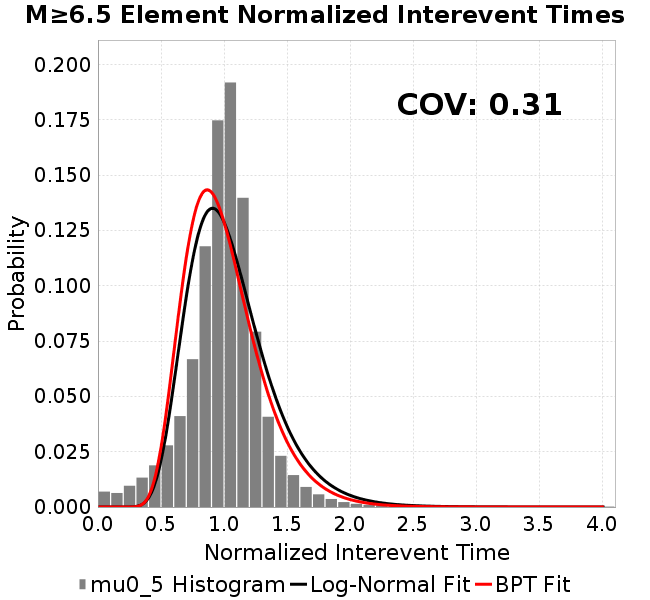 M≥6.5 Element Normalized Interevent Times
COV: 0.31
Probability
0.200
0.175
0.150
0.125
0.100
0.075
0.050
0.025
0.000
0.0 0.5 1.0 1.5 2.0 2.5 3.0 3.5 4.0
Normalized Interevent Time
mu0_5 Histogram Log-Normal Fit BPT Fit